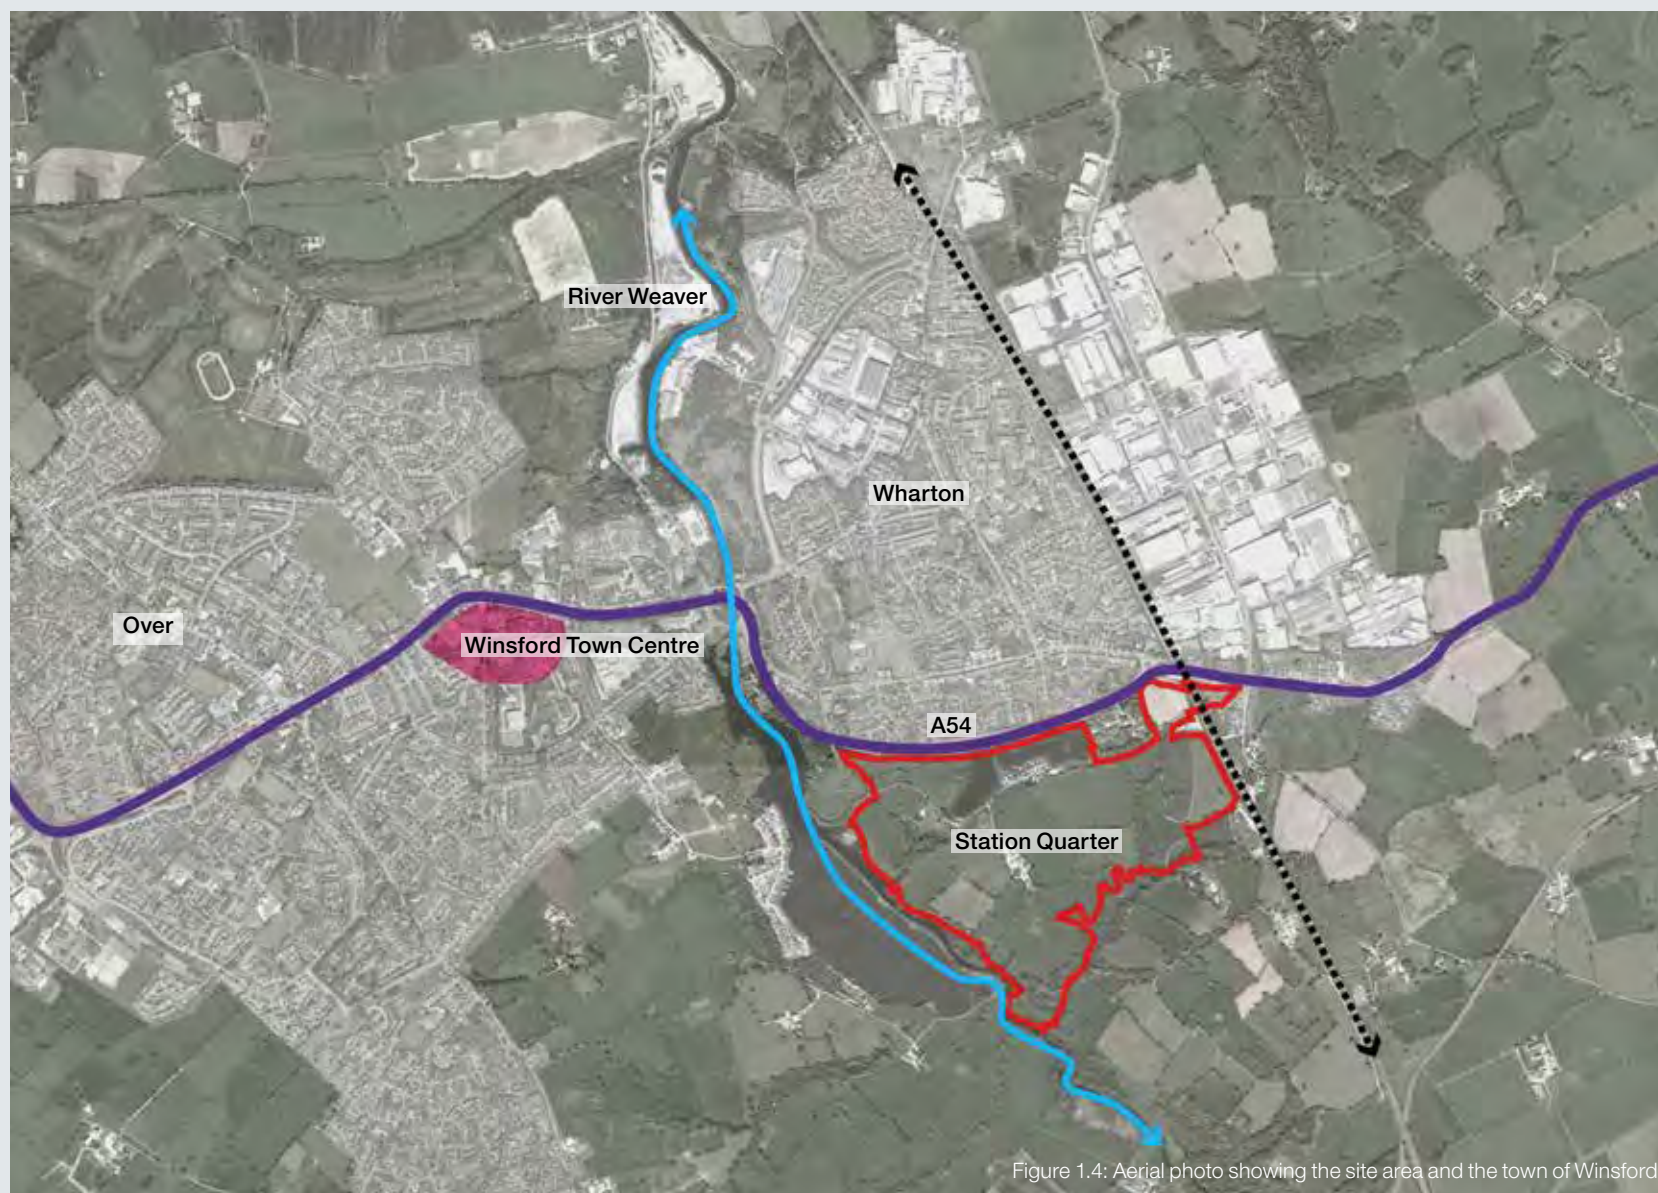 River Weaver
Wharton
Over
Winsford Town Centre
A54
Station Quarter
Figure 1.4: Aerial photo showing the site area and the town of Winsford